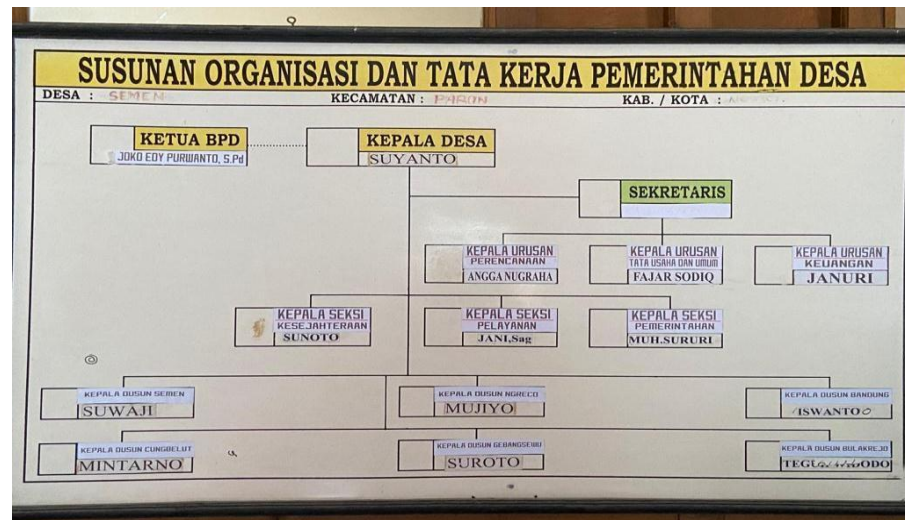 SUSUNAN ORGANISASI DAN TATA KERJA PEMERINTAHAN DESA
DESA : SEMEN KECAMATAN : PARON KAB. / KOTA :
KETUA BPD
JOKO EDY PURWANTO, S.Pd
KEPALA DESA
SUYANTO
SEKRETARIS
KEPALA URUSAN
PERENCANAAN
ANGGA NUGRAHA
KEPALA URUSAN
TATA USAHA DAN UMUM
FAJAR SODIQ
KEPALA URUSAN
KEUANGAN
JANURI
KEPALA SEKSI
KESEJAHTERAAN
SUNOTO
KEPALA SEKSI
PELAYANAN
JANI,Sag
KEPALA SEKSI
PEMERINTAHAN
MUH.SURURI
KEPALA DUSUN SEMEN
SUWAJI
KEPALA DUSUN NGRECO
MUJIYO
KEPALA DUSUN BANDUNG
ISWANTO
KEPALA DUSUN CUNGBELUT
MINTARNO
KEPALA DUSUN GEBANGSEWU
SUROTO
KEPALA DUSUN BULAKREJO